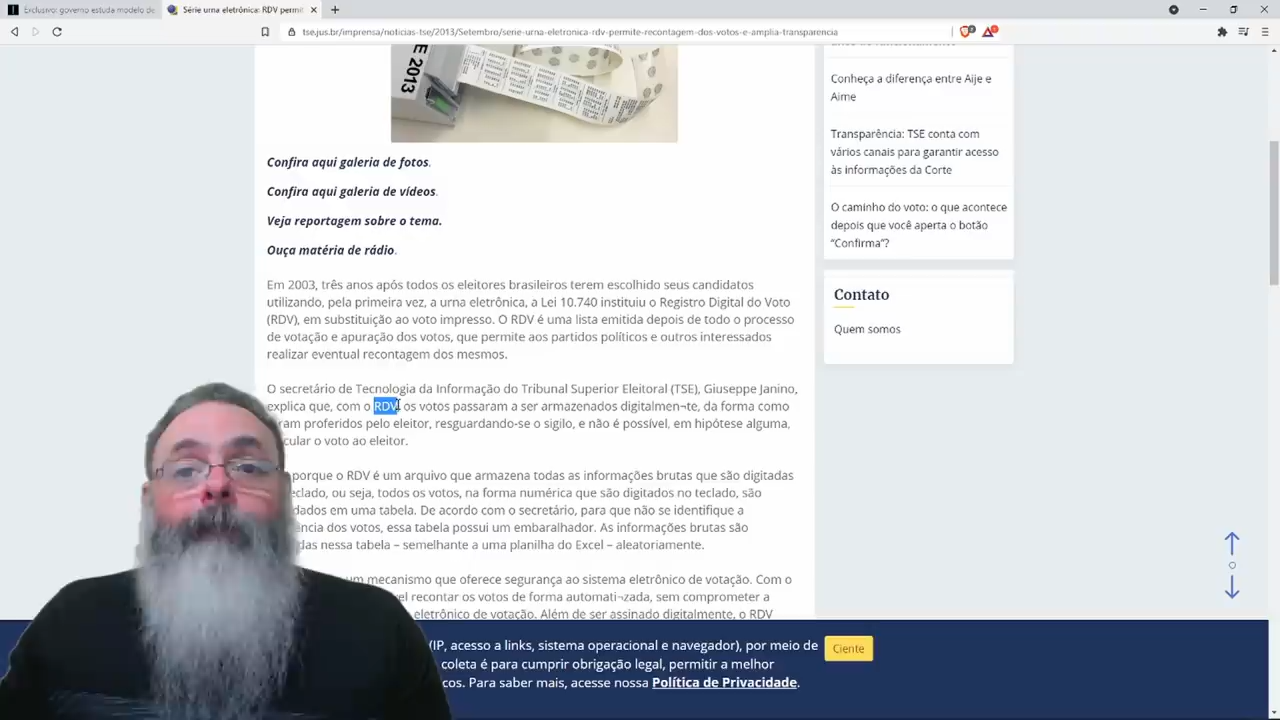 Exclusivo: governo estuda modelo de
Série urna eletrônica: RDV permit
tse.jus.br/imprensa/noticias-tse/2013/Setembro/serie-urna-eletronica-rdv-permite-recontagem-dos-votos-e-amplia-transparencia
E 2013
Conheça a diferença entre Aije e
Aime
Transparência: TSE conta com
vários canais para garantir acesso
às informações da Corte
O caminho do voto: o que acontece
depois que você aperta o botão
“Confirma”?
Contato
Quem somos
Confira aqui galeria de fotos.
Confira aqui galeria de vídeos.
Veja reportagem sobre o tema.
Ouça matéria de rádio.
Em 2003, três anos após todos os eleitores brasileiros terem escolhido seus candidatos
utilizando, pela primeira vez, a urna eletrônica, a Lei 10.740 instituiu o Registro Digital do Voto
(RDV), em substituição ao voto impresso. O RDV é uma lista emitida depois de todo o processo
de votação e apuração dos votos, que permite aos partidos políticos e outros interessados
realizar eventual recontagem dos mesmos.
O secretário de Tecnologia da Informação do Tribunal Superior Eleitoral (TSE), Giuseppe Janino,
explica que, com o RDV, os votos passaram a ser armazenados digitalmen¬te, da forma como
ram proferidos pelo eleitor, resguardando-se o sigilo, e não é possível, em hipótese alguma,
cular o voto ao eleitor.
porque o RDV é um arquivo que armazena todas as informações brutas que são digitadas
eclado, ou seja, todos os votos, na forma numérica que são digitados no teclado, são
dados em uma tabela. De acordo com o secretário, para que não se identifique a
ência dos votos, essa tabela possui um embaralhador. As informações brutas são
das nessa tabela – semelhante a uma planilha do Excel – aleatoriamente.
um mecanismo que oferece segurança ao sistema eletrônico de votação. Com o
el recontar os votos de forma automati¬zada, sem comprometer a
eletrônico de votação. Além de ser assinado digitalmente, o RDV
(IP, acesso a links, sistema operacional e navegador), por meio de
coleta é para cumprir obrigação legal, permitir a melhor
cos. Para saber mais, acesse nossa Política de Privacidade.
Ciente